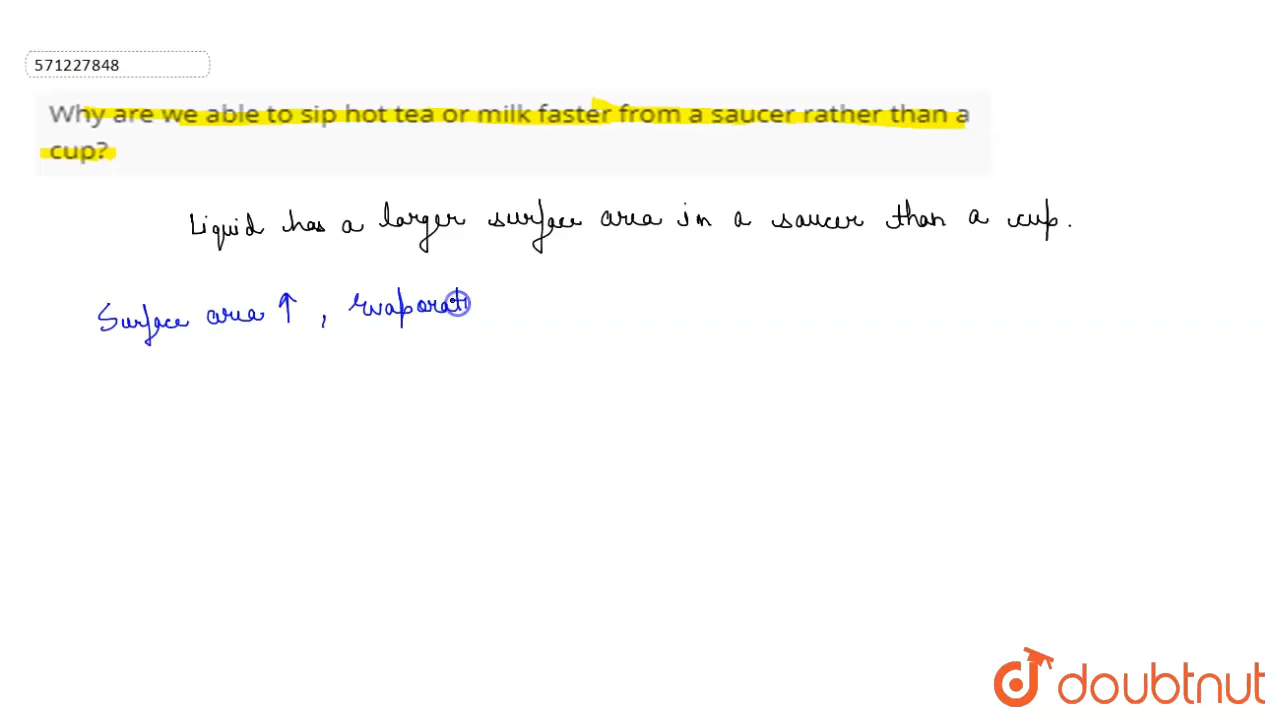 571227848
Why are we able to sip hot tea or milk faster from a saucer rather than a
cup?
Liquid has a larger surface area in a saucer than a cup.
Surface area ↑ , evaporati
doubtnut